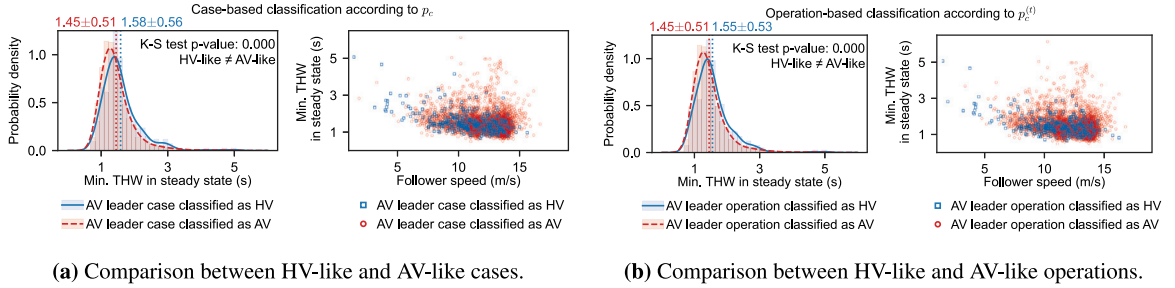 Case-based classification according to p_c
1.45±0.51 1.58±0.56
K-S test p-value: 0.000
HV-like ≠ AV-like
Probability density
1.0
0.5
0.0
1 3 5
Min. THW in steady state (s)
Min. THW
in steady state (s)
5
3
1
5 10 15
Follower speed (m/s)
AV leader case classified as HV
AV leader case classified as AV
AV leader case classified as HV
AV leader case classified as AV
(a) Comparison between HV-like and AV-like cases.
Operation-based classification according to p_c^(t)
1.45±0.51 1.55±0.53
K-S test p-value: 0.000
HV-like ≠ AV-like
Probability density
1.0
0.5
0.0
1 3 5
Min. THW in steady state (s)
Min. THW
in steady state (s)
5
3
1
5 10 15
Follower speed (m/s)
AV leader operation classified as HV
AV leader operation classified as AV
AV leader operation classified as HV
AV leader operation classified as AV
(b) Comparison between HV-like and AV-like operations.